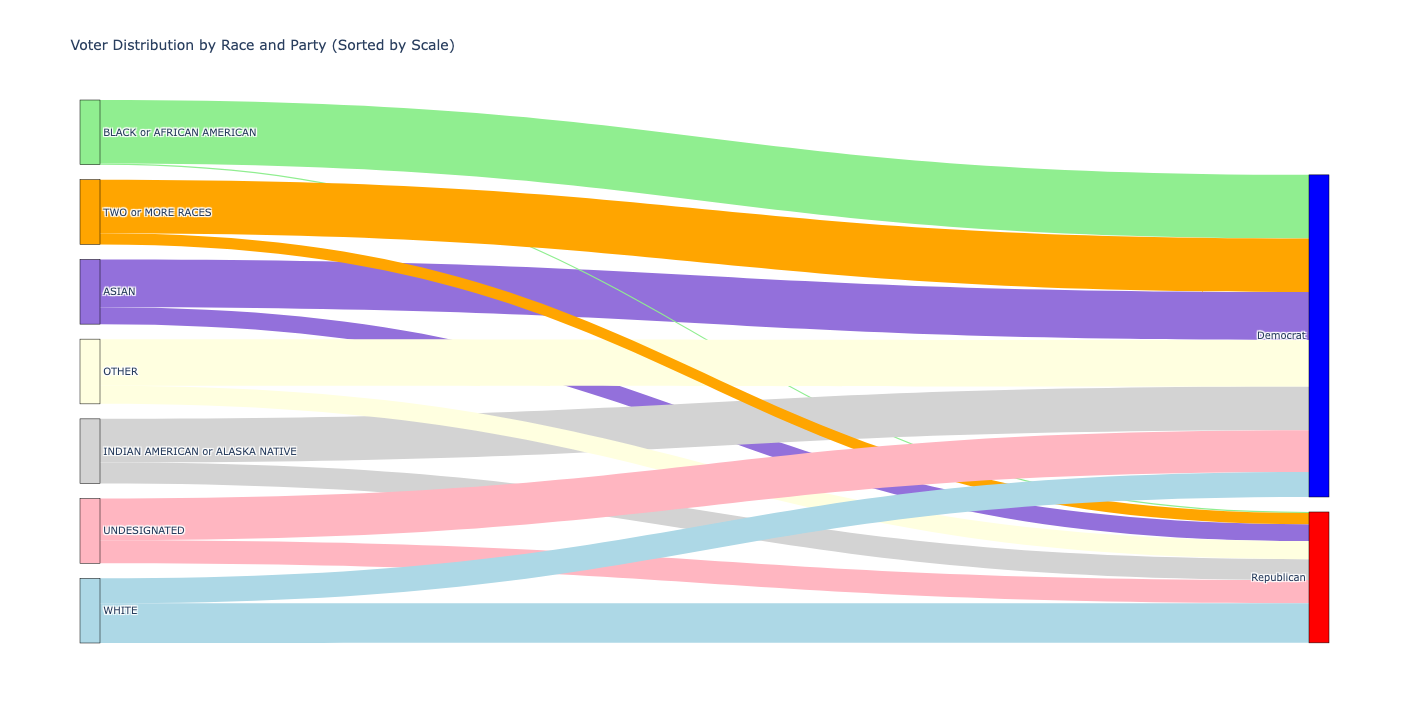 Voter Distribution by Race and Party (Sorted by Scale)
BLACK or AFRICAN AMERICAN
TWO or MORE RACES
ASIAN
Democrat
OTHER
INDIAN AMERICAN or ALASKA NATIVE
UNDESIGNATED
Republican
WHITE